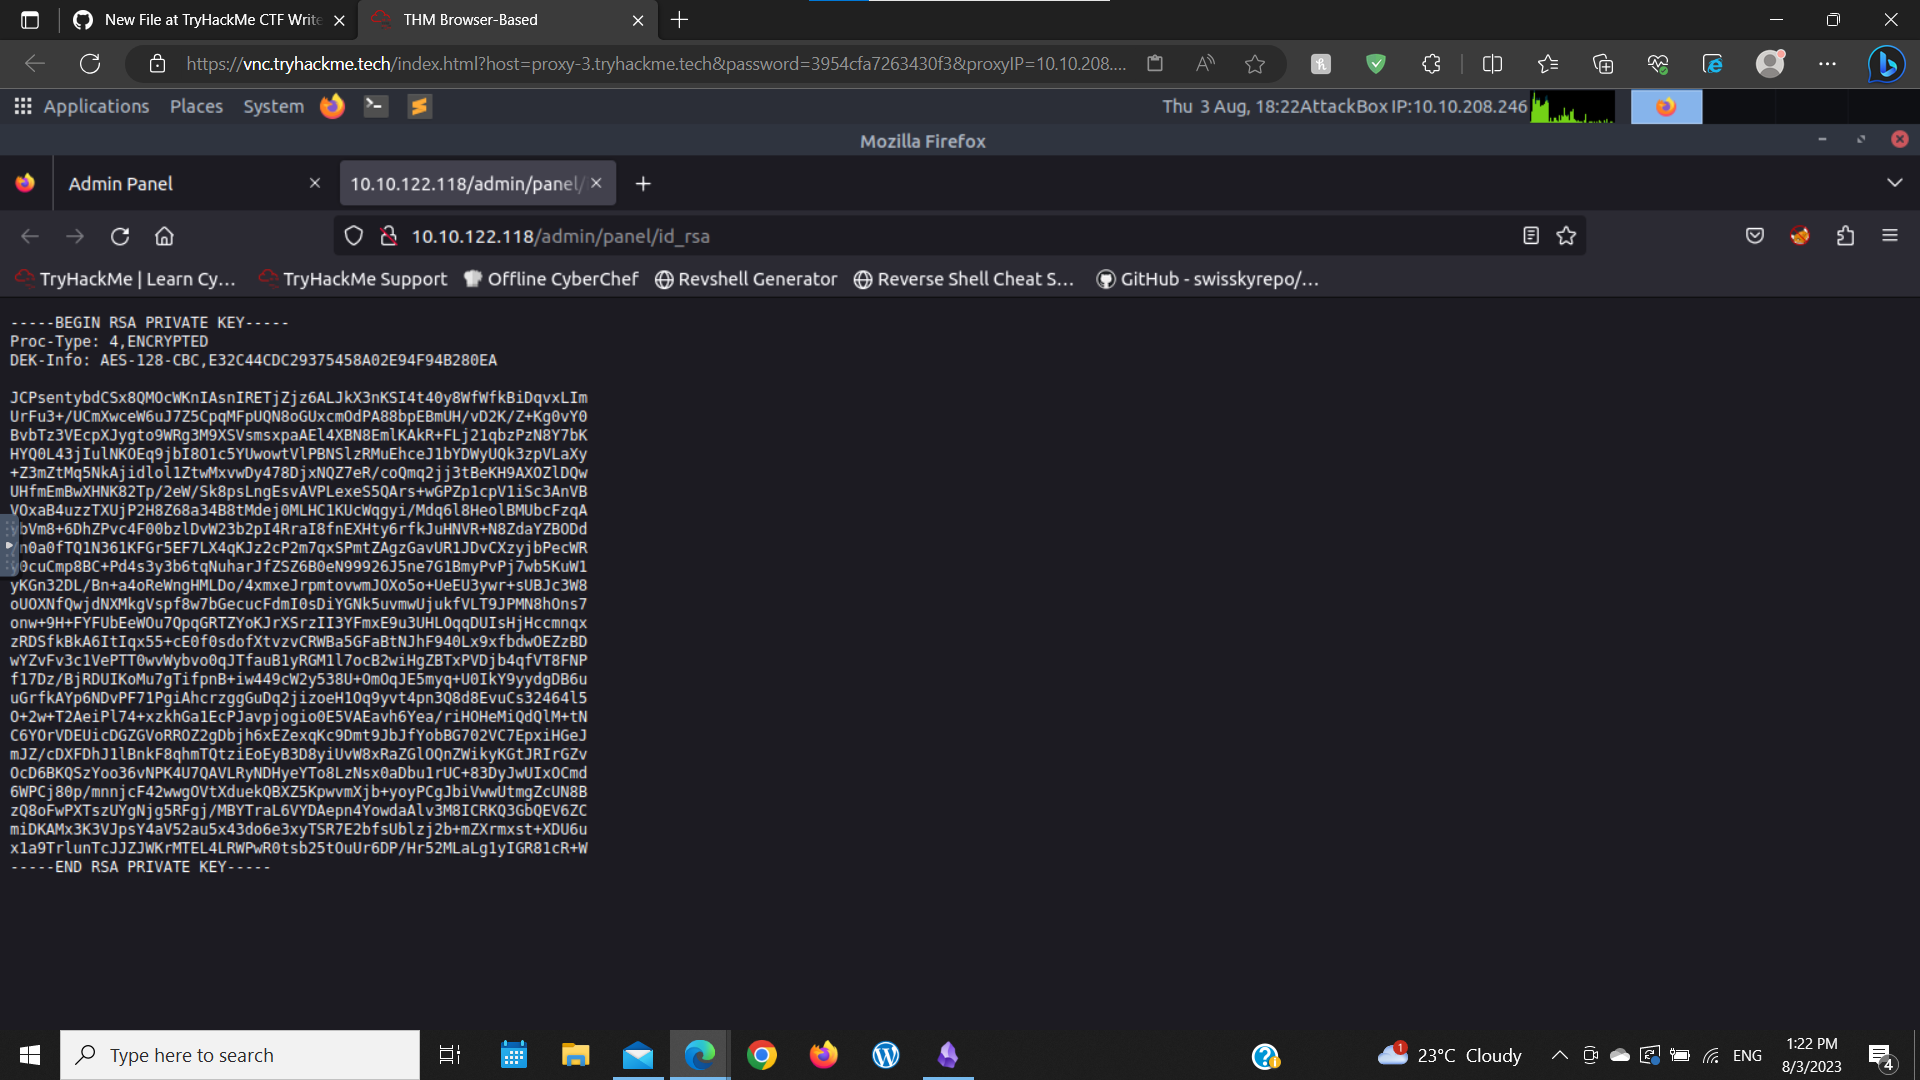 New File at TryHackMe CTF Write
THM Browser-Based
https://vnc.tryhackme.tech/index.html?host=proxy-3.tryhackme.tech&password=3954cfa7263430f3&proxyIP=10.10.208....
Applications Places System
Thu 3 Aug, 18:22 AttackBox IP:10.10.208.246
Mozilla Firefox
Admin Panel
10.10.122.118/admin/panel/
10.10.122.118/admin/panel/id_rsa
TryHackMe | Learn Cy... TryHackMe Support Offline CyberChef Revshell Generator Reverse Shell Cheat S... GitHub - swisskyrepo/...
-----BEGIN RSA PRIVATE KEY-----
Proc-Type: 4,ENCRYPTED
DEK-Info: AES-128-CBC,E32C44CDC29375458A02E94F94B280EA
JCPsentybdCSx8QMOcWKnIAsnIRETjZjz6ALJkX3nKSI4t40y8WfWfkBiDqvxLIm
UrFu3+/UCmXwceW6uJ7Z5CpqMFpUQN8oGUxcmOdPA88bpEBmUH/vD2K/Z+Kg0vY0
BvbTz3VEcpXJygto9WRg3M9XSVsmsxpaAEl4XBN8EmlKAkR+FLj21qbzPzN8Y7bK
HYQ0L43jIulNKOEq9jbI8O1c5YUwowtVlPBNSlzRMuEhceJ1bYDWyUQk3zpVLaXy
+Z3mZtMq5NkAjidlol1ZtwMxvwDy478DjxNQZ7eR/coQmq2jj3tBeKH9AXOZlDQw
UHfmEmBwXHNK82Tp/2eW/Sk8psLngEsvAVPLexeS5QArs+wGPZp1cpV1iSc3AnVB
VOxaB4uzzTXUjP2H8Z68a34B8tMdej0MLHC1KUcWqgyi/Mdq6l8HeolBMUbcFzqA
ybVm8+6DhZPvc4F00bzlDvW23b2pI4RraI8fnEXHty6rfkJuHNVR+N8ZdaYZBODd
n0a0fTQ1N361KFGr5EF7LX4qKJz2cP2m7qxSPmtZAgzGavUR1JDvCXzyjbPecWR
0cuCmp8BC+Pd4s3y3b6tqNuharJfZSZ6B0eN99926J5ne7G1BmyPvPj7wb5KuW1
yKGn32DL/Bn+a4oReWngHMLDo/4xmxeJrpmtovwmJOXo5o+UeEU3ywr+sUBJc3W8
oUOXNfQwjdNXMkgVspf8w7bGecucFdmI0sDiYGNk5uvmwUjukfVLT9JPMN8hOns7
onw+9H+FYFUbEeWOu7QpqGRTZYoKJrXSrzII3YFmxE9u3UHLOqqDUIsHjHccmnqx
zRDSfkBkA6ItIqx55+cE0f0sdofXtvzvCRWBa5GFaBtNJhF940Lx9xfbdwOEZzBD
wYZvFv3c1VePTT0wvWybvo0qJTfauB1yRGM1l7ocB2wiHgZBTxPVDjb4qfVT8FNP
f17Dz/BjRDUIKoMu7gTifpnB+iw449cW2y538U+OmOqJE5myq+U0IkY9yydgDB6u
uGrfkAYp6NDvPF71PgiAhcrzggGuDq2jizoeH1Oq9yvt4pn3Q8d8EvuCs32464l5
O+2w+T2AeiPl74+xzkhGa1EcPJavpjogio0E5VAEavh6Yea/riHOHeMiQdQlM+tN
C6YOrVDEUicDGZGVoRROZ2gDbjh6xEZexqKc9Dmt9JbJfYobBG702VC7EpxiHGeJ
mJZ/cDXFDhJ1lBnkF8qhmTQtziEoEyB3D8yiUvW8xRaZGlOQnZWikyKGtJRIrGZv
OcD6BKQSzYoo36vNPK4U7QAVLRyNDHyeYTo8LzNsx0aDbu1rUC+83DyJwUIxOCmd
6WPCj80p/mnnjcF42wwgOVtXduekQBXZ5KpwvmXjb+yoyPCgJbiVwwUtmgZcUN8B
zQ8oFwPXTszUYgNjg5RFgj/MBYTraL6VYDAepn4YowdaAlv3M8ICRKQ3GbQEV6ZC
miDKAMx3K3VJpsY4aV52au5x43do6e3xyTSR7E2bfsUblzj2b+mZXrmxst+XDU6u
x1a9TrlunTcJJZJWKrMTEL4LRWPwR0tsb25tOuUr6DP/Hr52MLaLg1yIGR81cR+W
-----END RSA PRIVATE KEY-----
Type here to search
23°C Cloudy
ENG
1:22 PM
8/3/2023
1
4